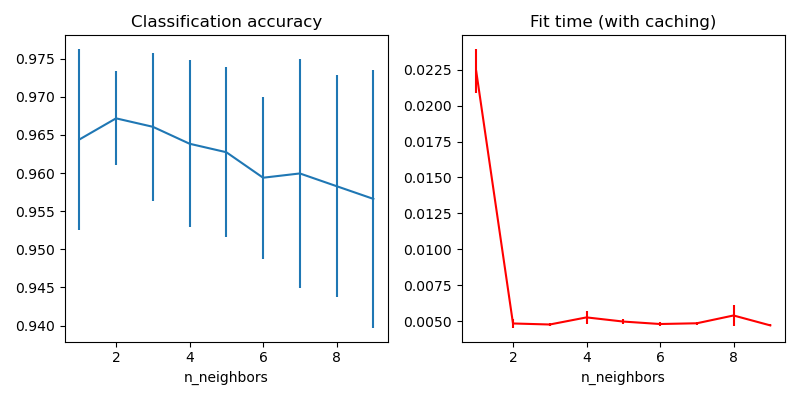 Classification accuracy
0.975
0.970
0.965
0.960
0.955
0.950
0.945
0.940
2 4 6 8
n_neighbors
Fit time (with caching)
0.0225
0.0200
0.0175
0.0150
0.0125
0.0100
0.0075
0.0050
2 4 6 8
n_neighbors